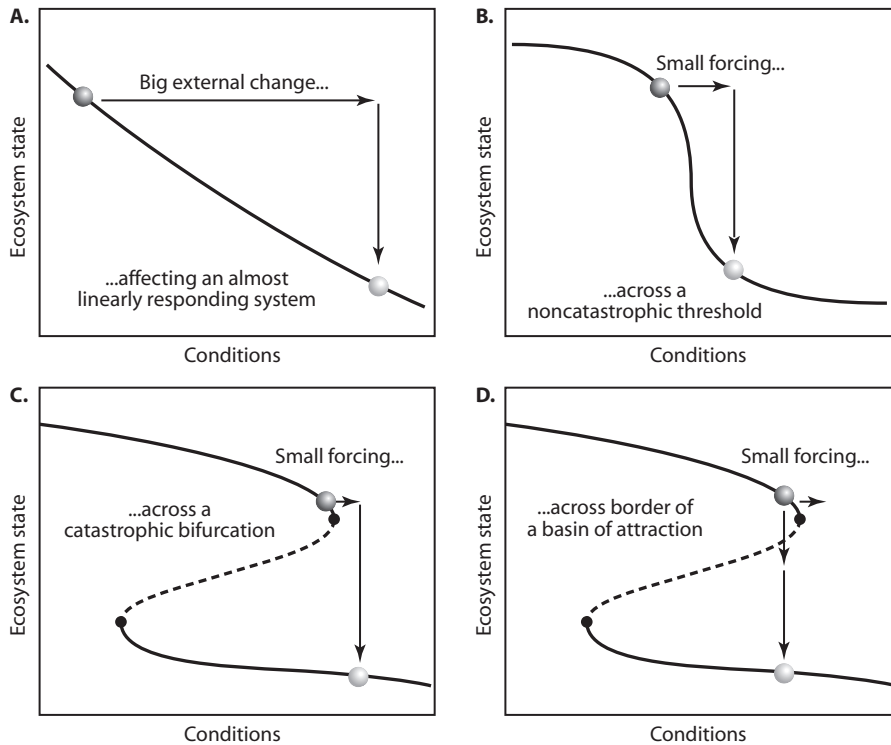 A.
Ecosystem state
Big external change...
...affecting an almost
linearly responding system
Conditions
B.
Ecosystem state
Small forcing...
...across a
noncatastrophic threshold
Conditions
C.
Ecosystem state
Small forcing...
...across a
catastrophic bifurcation
Conditions
D.
Ecosystem state
Small forcing...
...across border of
a basin of attraction
Conditions